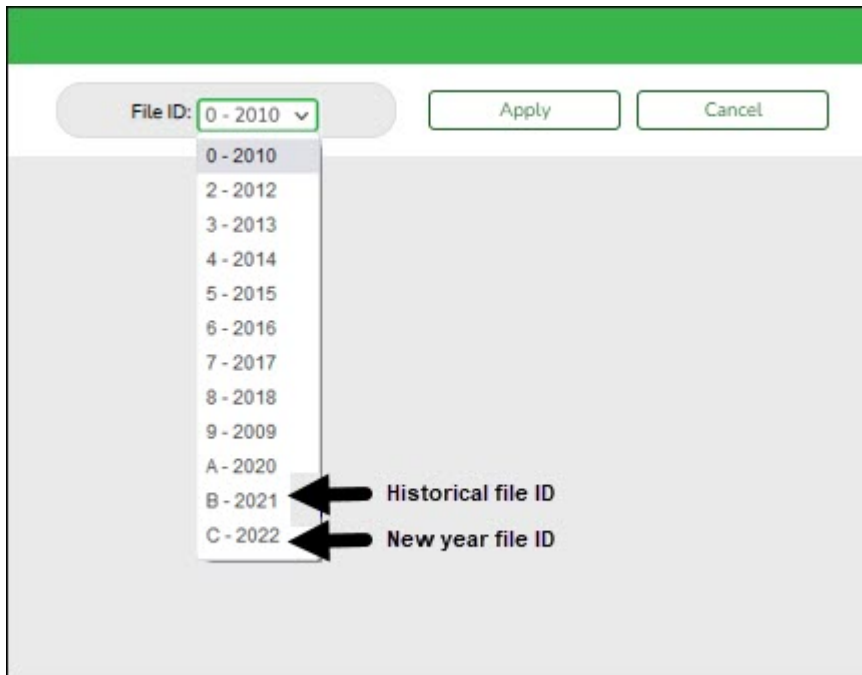 File ID: 0 - 2010 Apply Cancel
0 - 2010
2 - 2012
3 - 2013
4 - 2014
5 - 2015
6 - 2016
7 - 2017
8 - 2018
9 - 2009
A - 2020
B - 2021 Historical file ID
C - 2022 New year file ID